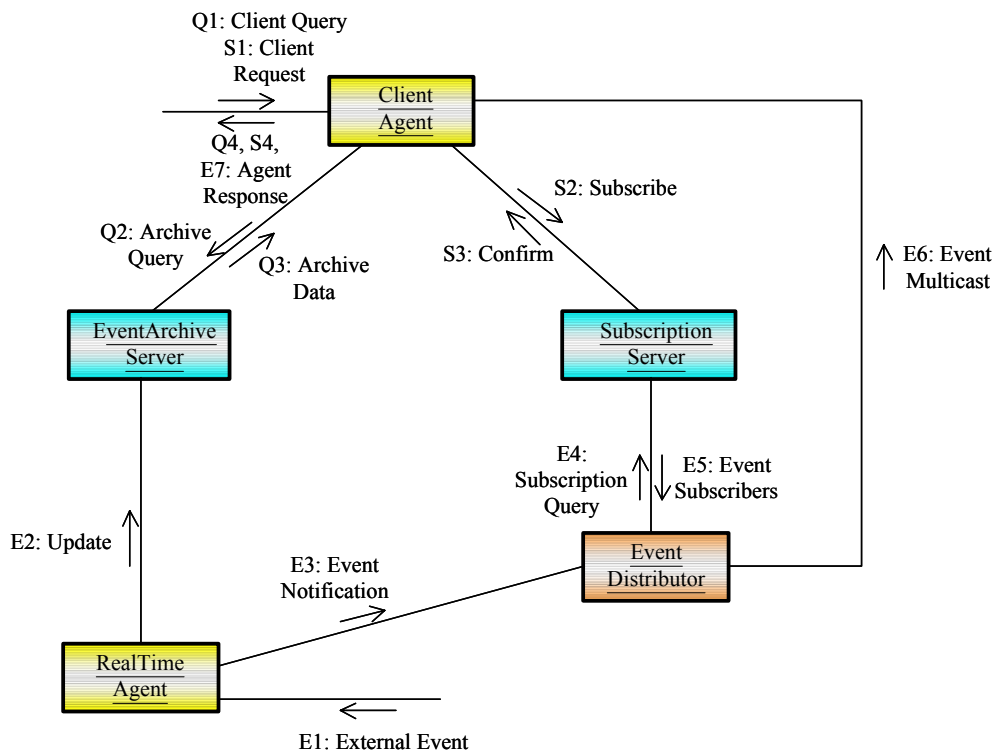 Q1: Client Query
S1: Client
Request
Client
Agent
Q4, S4,
E7: Agent
Response
S2: Subscribe
Q2: Archive
Query
S3: Confirm
Q3: Archive
Data
E6: Event
Multicast
EventArchive
Server
Subscription
Server
E4:
Subscription
Query
E5: Event
Subscribers
E2: Update
E3: Event
Notification
Event
Distributor
RealTime
Agent
E1: External Event